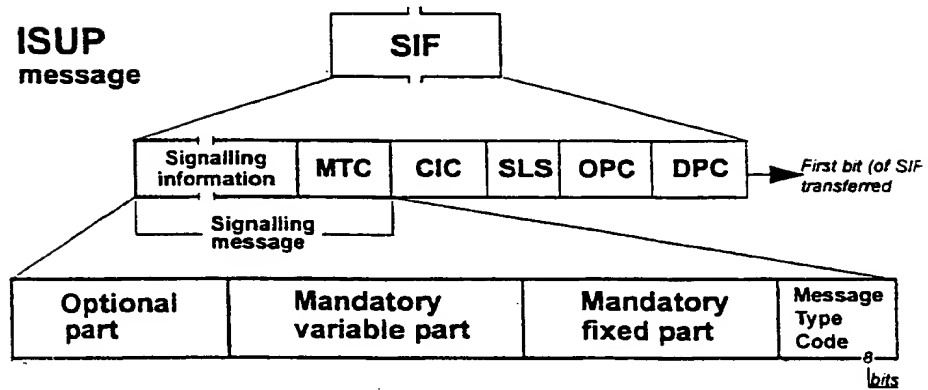 ISUP
message
SIF
Signalling
information
MTC
CIC
SLS
OPC
DPC
First bit (of SIF
transferred
Signalling
message
Optional
part
Mandatory
variable part
Mandatory
fixed part
Message
Type
Code
8
bits